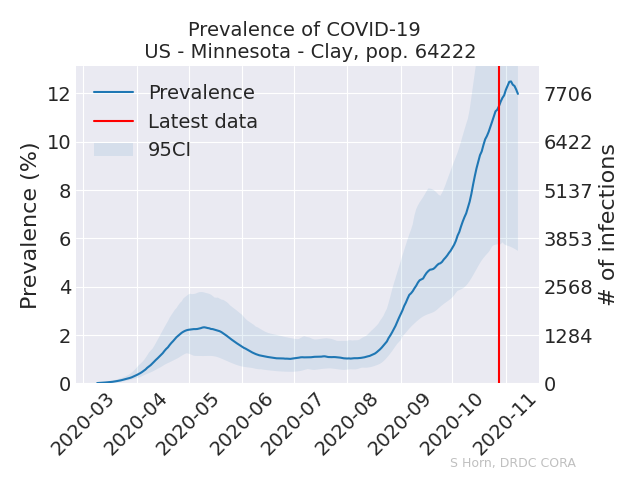 Prevalence of COVID-19
US - Minnesota - Clay, pop. 64222
Prevalence
Latest data
95CI
Prevalence (%)
12
10
8
6
4
2
0
7706
6422
5137
3853
2568
1284
0
# of infections
2020-03
2020-04
2020-05
2020-06
2020-07
2020-08
2020-09
2020-10
2020-11
S Horn, DRDC CORA